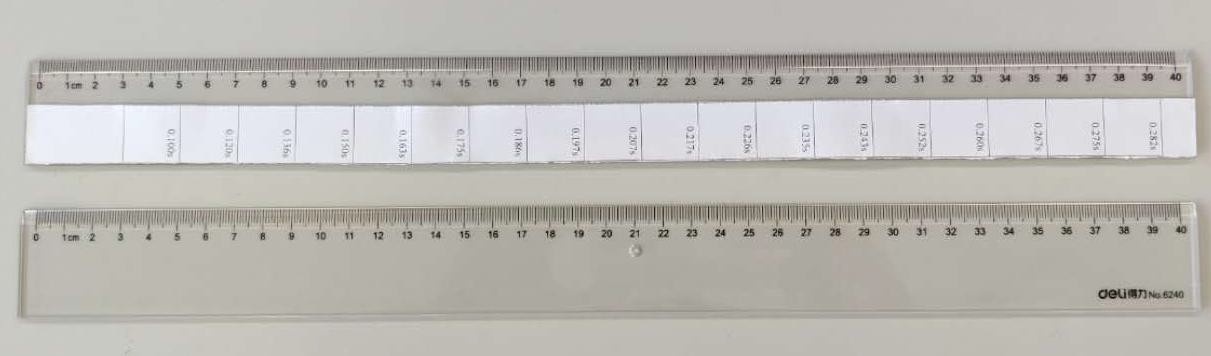 0 1cm 2 3 4 5 6 7 8 9 10 11 12 13 14 15 16 17 18 19 20 21 22 23 24 25 26 27 28 29 30 31 32 33 34 35 36 37 38 39 40
0.100s 0.120s 0.136s 0.150s 0.163s 0.175s 0.186s 0.197s 0.207s 0.217s 0.226s 0.235s 0.243s 0.252s 0.260s 0.267s 0.275s 0.282s
0 1cm 2 3 4 5 6 7 8 9 10 11 12 13 14 15 16 17 18 19 20 21 22 23 24 25 26 27 28 29 30 31 32 33 34 35 36 37 38 39 40
deli得力 No.6240